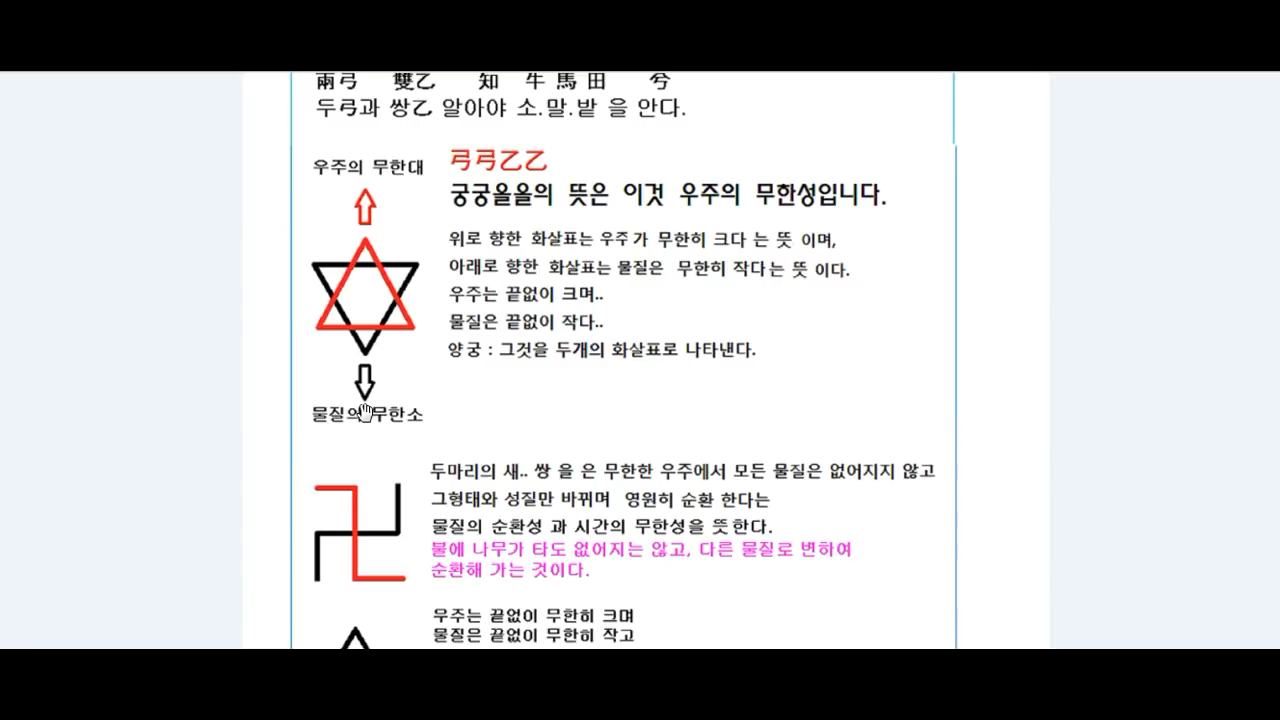 兩弓 雙乙 知 牛 馬 田 兮
두弓과 쌍乙 알아야 소.말.밭 을 안다.
우주의 무한대
弓弓乙乙
궁궁을을의 뜻은 이것 우주의 무한성입니다.
위로 향한 화살표는 우주가 무한히 크다 는 뜻 이며,
아래로 향한 화살표는 물질은 무한히 작다는 뜻 이다.
우주는 끝없이 크며..
물질은 끝없이 작다..
양궁 : 그것을 두개의 화살표로 나타낸다.
물질의 무한소
두마리의 새.. 쌍 을 은 무한한 우주에서 모든 물질은 없어지지 않고
그형태와 성질만 바뀌며 영원히 순환 한다는
물질의 순환성 과 시간의 무한성을 뜻한다.
불에 나무가 타도 없어지는 않고, 다른 물질로 변하여
순환해 가는 것이다.
우주는 끝없이 무한히 크며
물질은 끝없이 무한히 작고